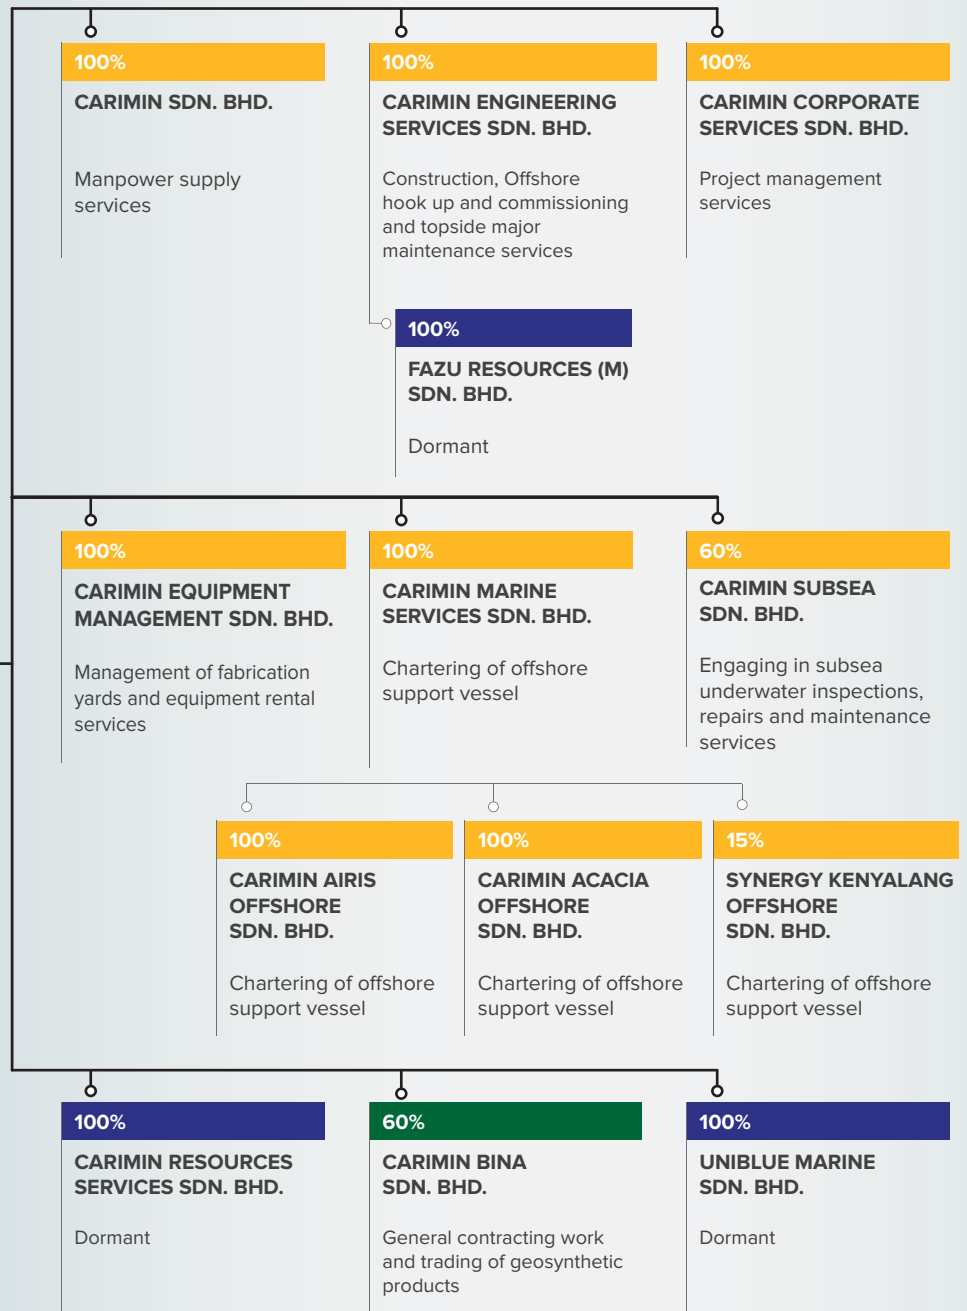 100%
CARIMIN SDN. BHD.
Manpower supply
services
100%
CARIMIN ENGINEERING
SERVICES SDN. BHD.
Construction, Offshore
hook up and commissioning
and topside major
maintenance services
100%
CARIMIN CORPORATE
SERVICES SDN. BHD.
Project management
services
100%
FAZU RESOURCES (M)
SDN. BHD.
Dormant
100%
CARIMIN EQUIPMENT
MANAGEMENT SDN. BHD.
Management of fabrication
yards and equipment rental
services
100%
CARIMIN MARINE
SERVICES SDN. BHD.
Chartering of offshore
support vessel
60%
CARIMIN SUBSEA
SDN. BHD.
Engaging in subsea
underwater inspections,
repairs and maintenance
services
100%
CARIMIN AIRIS
OFFSHORE
SDN. BHD.
Chartering of offshore
support vessel
100%
CARIMIN ACACIA
OFFSHORE
SDN. BHD.
Chartering of offshore
support vessel
15%
SYNERGY KENYALANG
OFFSHORE
SDN. BHD.
Chartering of offshore
support vessel
100%
CARIMIN RESOURCES
SERVICES SDN. BHD.
Dormant
60%
CARIMIN BINA
SDN. BHD.
General contracting work
and trading of geosynthetic
products
100%
UNIBLUE MARINE
SDN. BHD.
Dormant